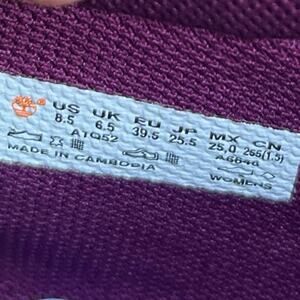 US UK EU JP MX CN
8.5 6.5 39.5 25.5 25,0 255(1.5)
A1Q52 A6646
WOMENS
MADE IN CAMBODIA